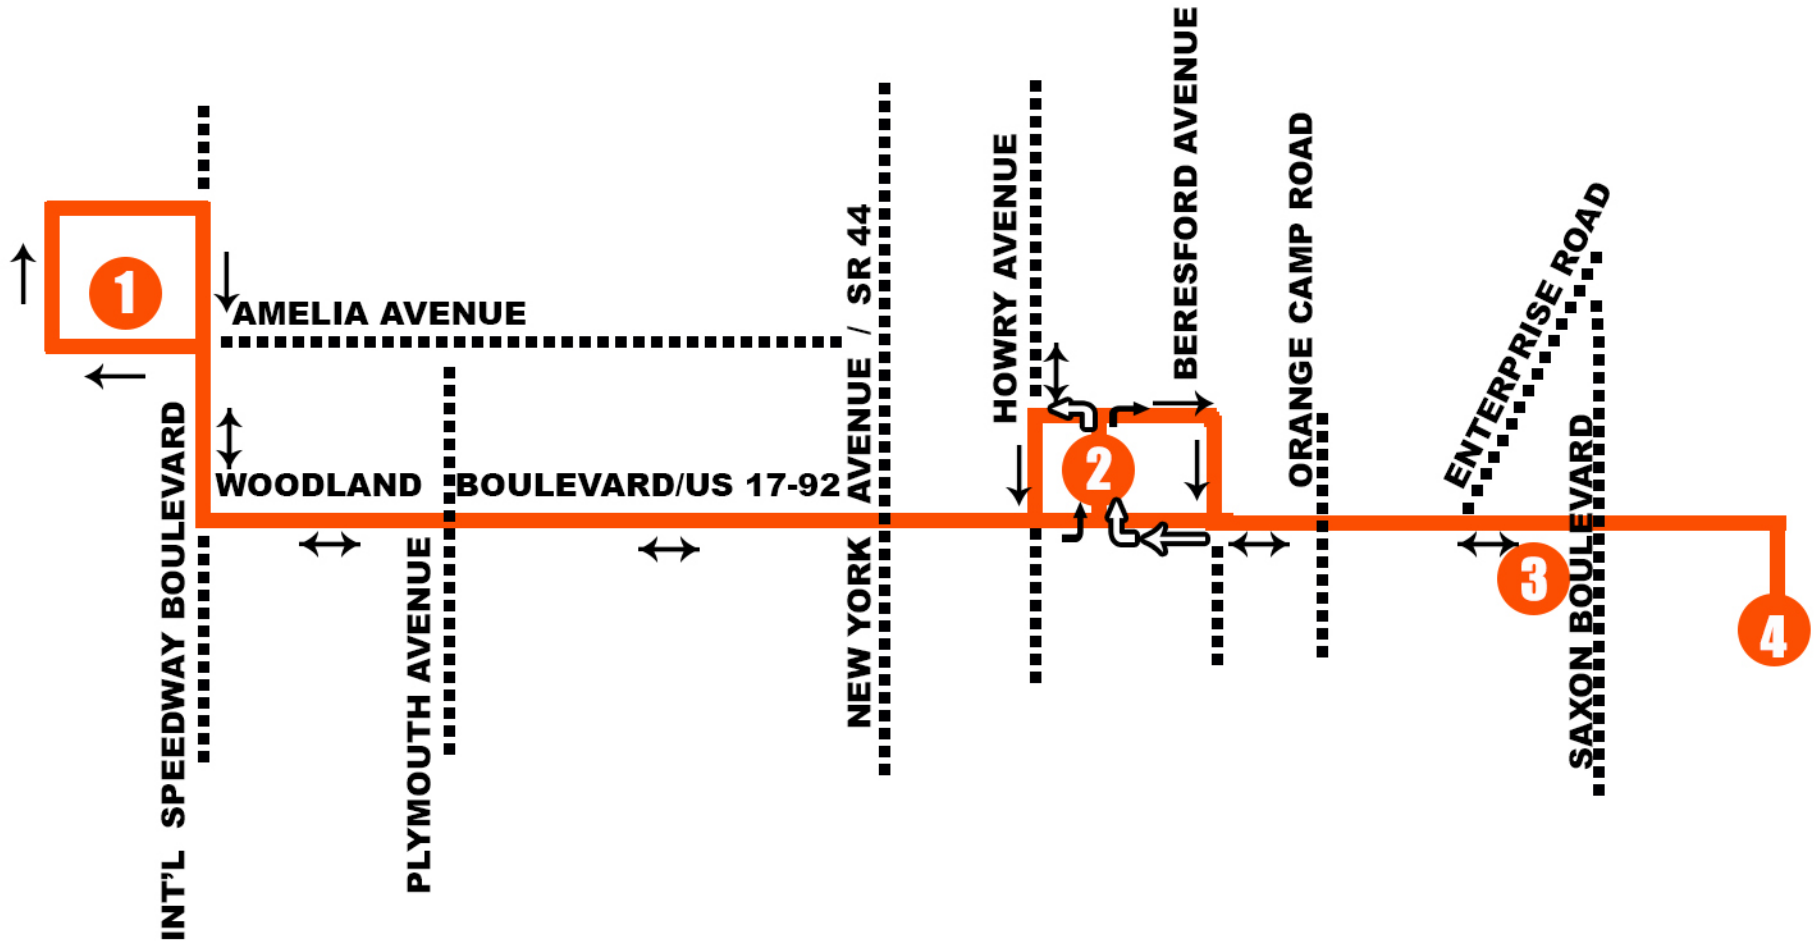 1
AMELIA AVENUE
INT'L SPEEDWAY BOULEVARD
WOODLAND BOULEVARD/US 17-92
PLYMOUTH AVENUE
NEW YORK AVENUE / SR 44
HOWRY AVENUE
2
BERESFORD AVENUE
ORANGE CAMP ROAD
ENTERPRISE ROAD
3
SAXON BOULEVARD
4